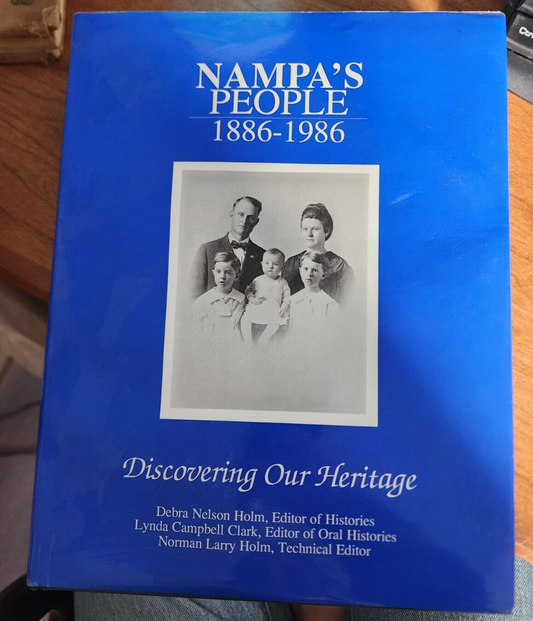 NAMPA'S
PEOPLE
1886-1986
Discovering Our Heritage
Debra Nelson Holm, Editor of Histories
Lynda Campbell Clark, Editor of Oral Histories
Norman Larry Holm, Technical Editor